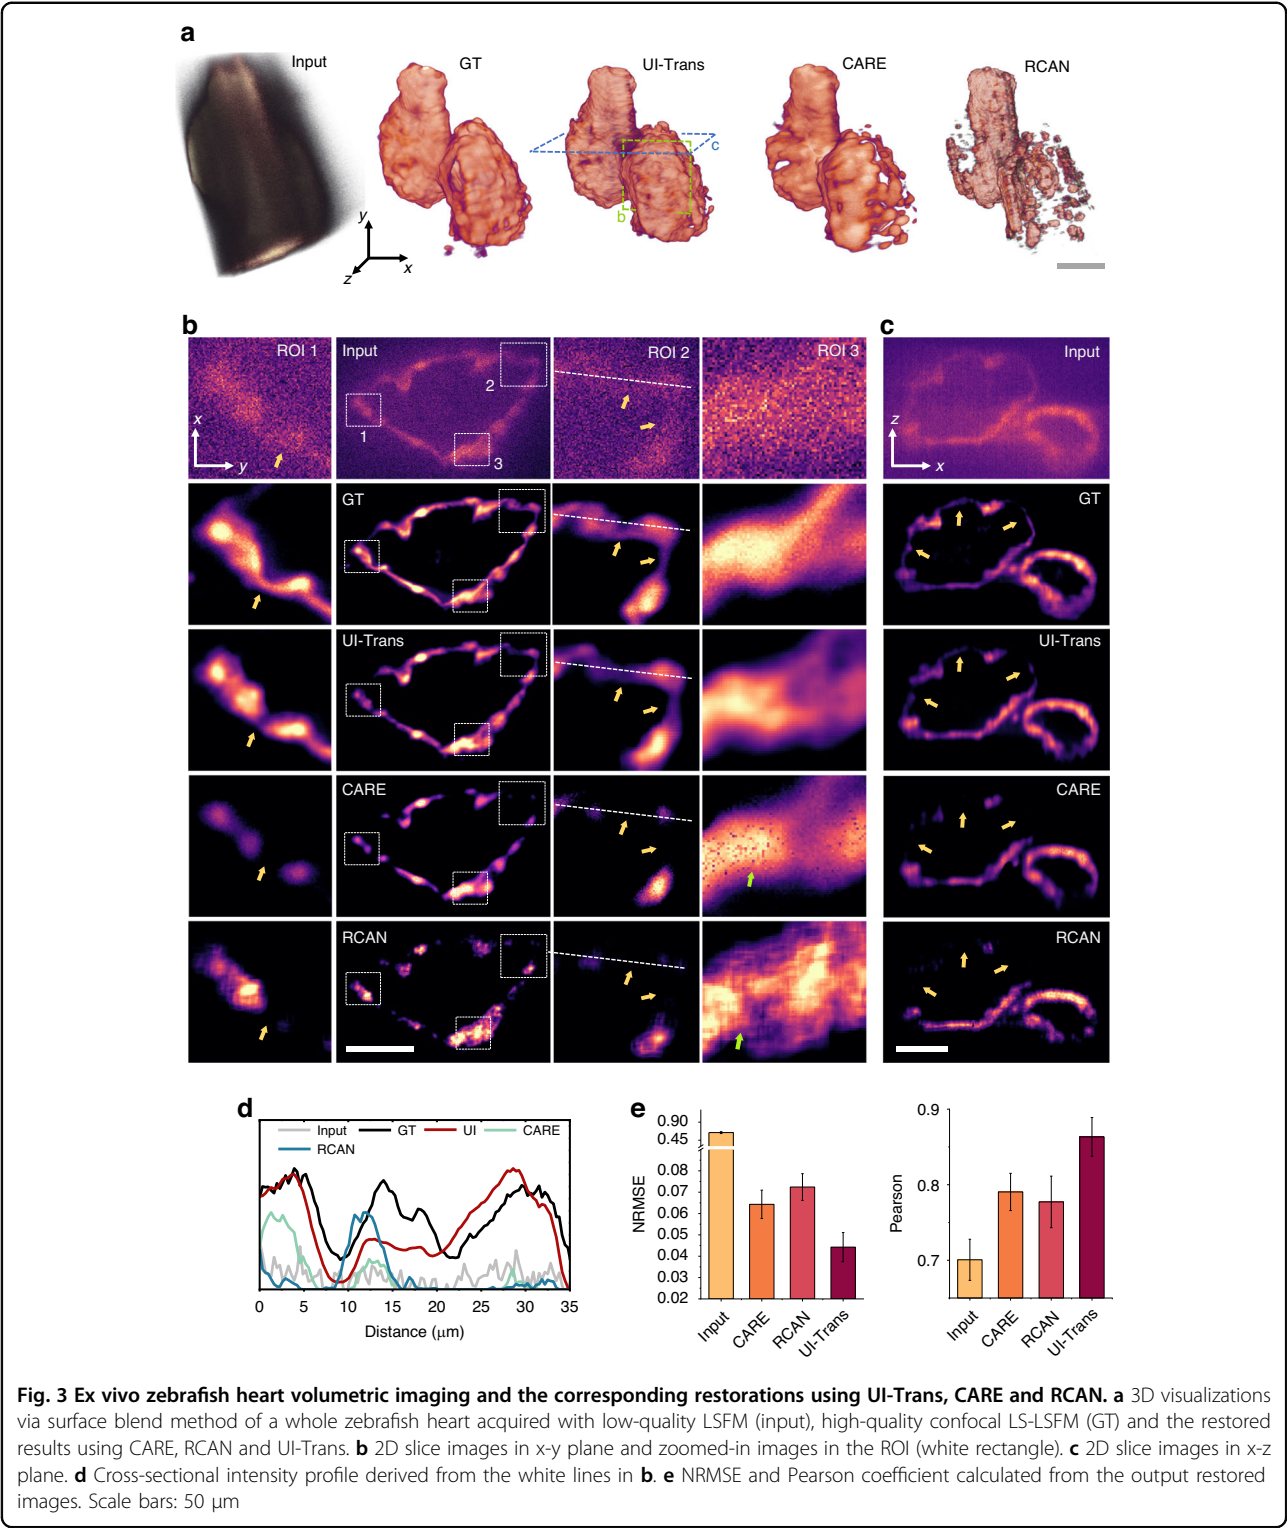 a
Input
GT
UI-Trans
CARE
RCAN
c
b
y
x
z
b
c
ROI 1
Input
ROI 2
ROI 3
Input
2
1
3
x
y
z
x
GT
GT
UI-Trans
UI-Trans
CARE
CARE
RCAN
RCAN
d
e
Input
GT
UI
CARE
RCAN
0
5
10
15
20
25
30
35
Distance (μm)
NRMSE
0.90
0.45
0.08
0.07
0.06
0.05
0.04
0.03
0.02
Input
CARE
RCAN
UI-Trans
Pearson
0.9
0.8
0.7
Input
CARE
RCAN
UI-Trans
Fig. 3 Ex vivo zebrafish heart volumetric imaging and the corresponding restorations using UI-Trans, CARE and RCAN. a 3D visualizations
via surface blend method of a whole zebrafish heart acquired with low-quality LSFM (input), high-quality confocal LS-LSFM (GT) and the restored
results using CARE, RCAN and UI-Trans. b 2D slice images in x-y plane and zoomed-in images in the ROI (white rectangle). c 2D slice images in x-z
plane. d Cross-sectional intensity profile derived from the white lines in b. e NRMSE and Pearson coefficient calculated from the output restored
images. Scale bars: 50 μm